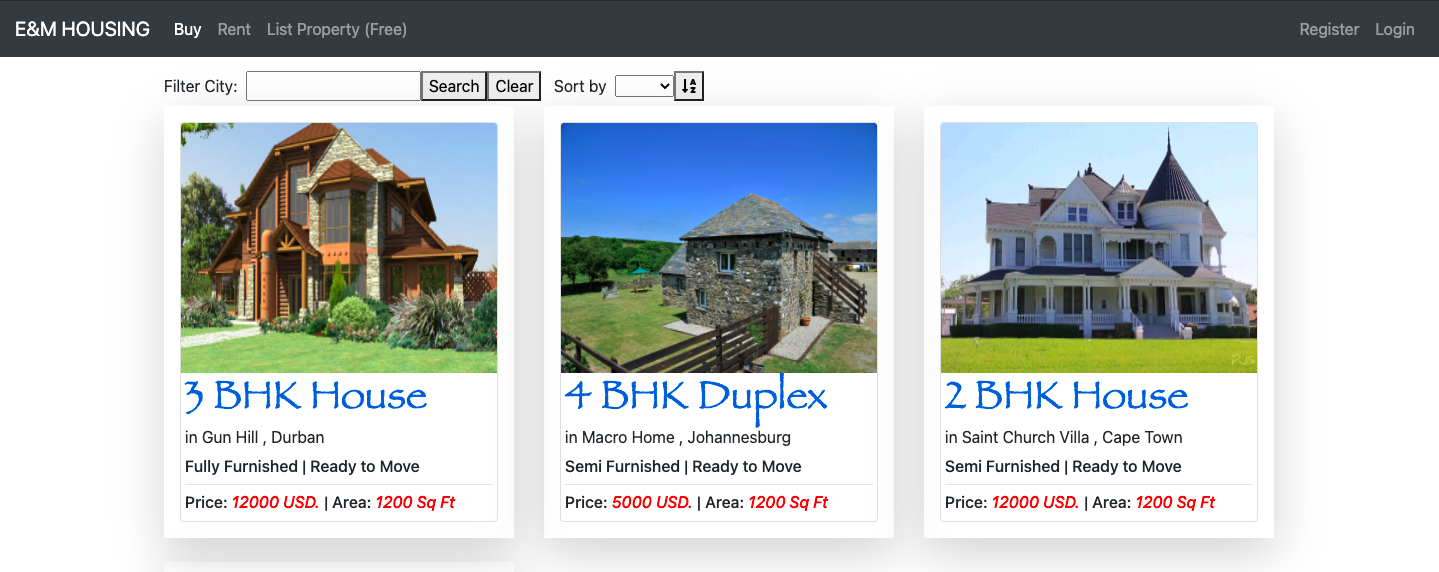 E&M HOUSING Buy Rent List Property (Free) Register Login
Filter City: Search Clear Sort by
3 BHK House
in Gun Hill , Durban
Fully Furnished | Ready to Move
Price: 12000 USD. | Area: 1200 Sq Ft
4 BHK Duplex
in Macro Home , Johannesburg
Semi Furnished | Ready to Move
Price: 5000 USD. | Area: 1200 Sq Ft
2 BHK House
in Saint Church Villa , Cape Town
Semi Furnished | Ready to Move
Price: 12000 USD. | Area: 1200 Sq Ft